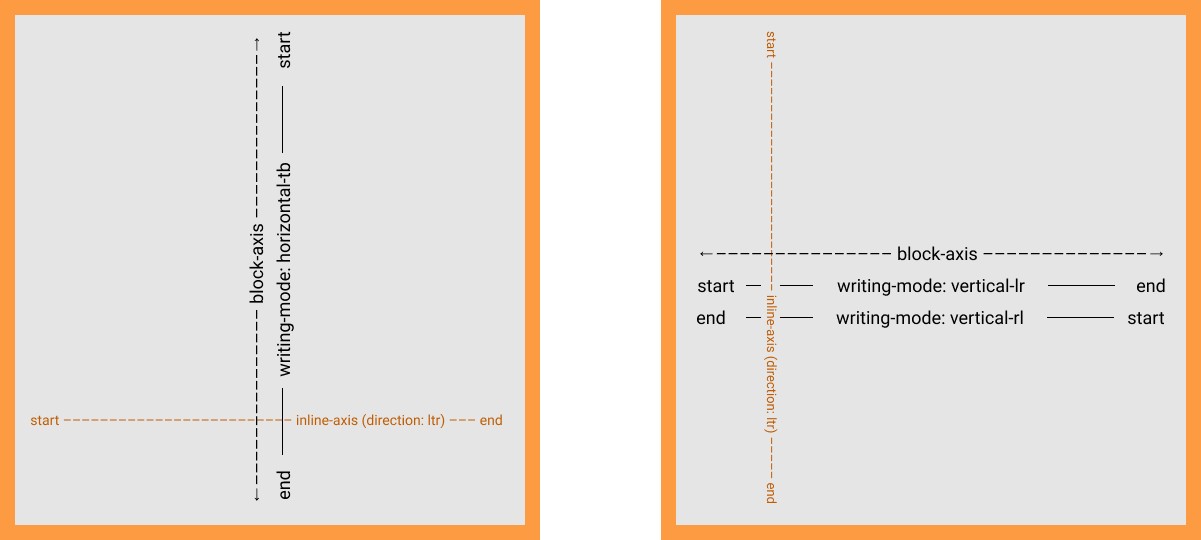 start
block-axis
writing-mode: horizontal-tb
start inline-axis (direction: ltr) end
end
start
block-axis
start writing-mode: vertical-lr end
end writing-mode: vertical-rl start
inline-axis (direction: ltr)
end